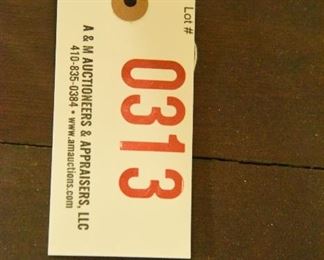 Lot #
0313
A & M AUCTIONEERS & APPRAISERS, LLC
410-835-0384 • www.amauctions.com